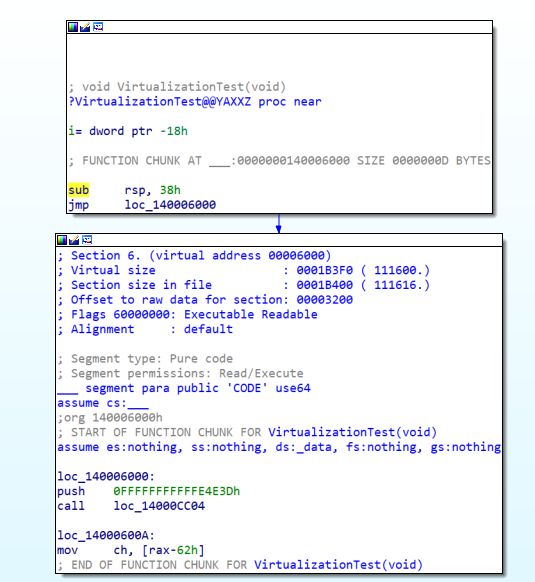 ; void VirtualizationTest(void)
?VirtualizationTest@@YAXXZ proc near
i= dword ptr -18h
; FUNCTION CHUNK AT ___:0000000140006000 SIZE 0000000D BYTES
sub rsp, 38h
jmp loc_140006000
; Section 6. (virtual address 00006000)
; Virtual size : 0001B3F0 ( 111600.)
; Section size in file : 0001B400 ( 111616.)
; Offset to raw data for section: 00003200
; Flags 60000000: Executable Readable
; Alignment : default
; Segment type: Pure code
; Segment permissions: Read/Execute
___ segment para public 'CODE' use64
assume cs:___
;org 140006000h
; START OF FUNCTION CHUNK FOR VirtualizationTest(void)
assume es:nothing, ss:nothing, ds:_data, fs:nothing, gs:nothing
loc_140006000:
push 0FFFFFFFFFFFE4E3Dh
call loc_14000CC04
loc_14000600A:
mov ch, [rax-62h]
; END OF FUNCTION CHUNK FOR VirtualizationTest(void)